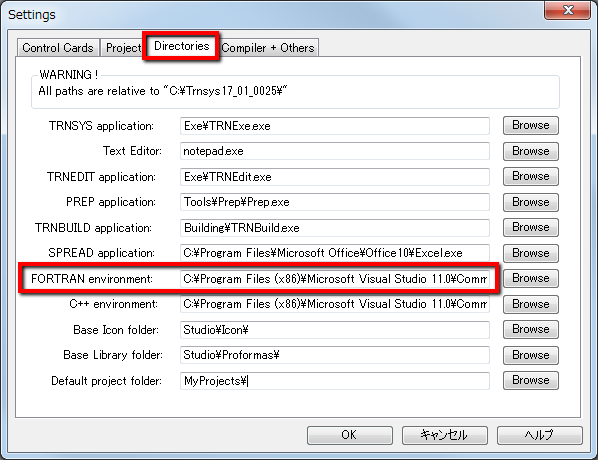 Settings
Control Cards Project Directories Compiler + Others
WARNING !
All paths are relative to "C:¥Trnsys17_01_0025¥"
TRNSYS application: Exe¥TRNExe.exe Browse
Text Editor: notepad.exe Browse
TRNEDIT application: Exe¥TRNEdit.exe Browse
PREP application: Tools¥Prep¥Prep.exe Browse
TRNBUILD application: Building¥TRNBuild.exe Browse
SPREAD application: C:¥Program Files¥Microsoft Office¥Office10¥Excel.exe Browse
FORTRAN environment: C:¥Program Files (x86)¥Microsoft Visual Studio 11.0¥Comm Browse
C++ environment: C:¥Program Files (x86)¥Microsoft Visual Studio 11.0¥Comm Browse
Base Icon folder: Studio¥Icon¥ Browse
Base Library folder: Studio¥Proformas¥ Browse
Default project folder: MyProjects¥ Browse
OK キャンセル ヘルプ